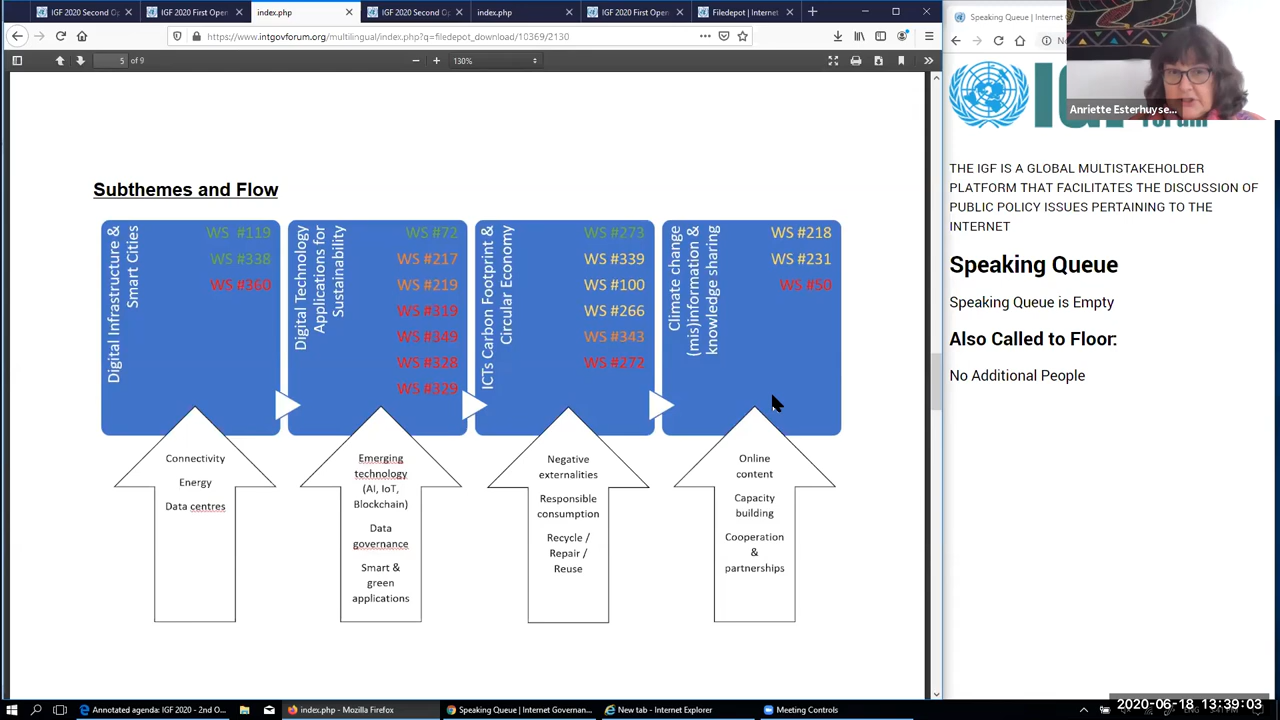 IGF 2020 Second Op
IGF 2020 First Open
index.php
IGF 2020 Second Op
index.php
IGF 2020 First Open
Filedepot | Internet
https://www.intgovforum.org/multilingual/index.php?q=filedepot_download/10369/2130
5 of 9
130%
Subthemes and Flow
Digital Infrastructure &
Smart Cities
WS #119
WS #338
WS #360
Digital Technology
Applications for
Sustainability
WS #72
WS #217
WS #219
WS #319
WS #349
WS #328
WS #329
ICTs Carbon Footprint &
Circular Economy
WS #273
WS #339
WS #100
WS #266
WS #343
WS #272
Climate change
(mis)information &
knowledge sharing
WS #218
WS #231
WS #50
Connectivity
Energy
Data centres
Emerging
technology
(AI, IoT,
Blockchain)
Data
governance
Smart &
green
applications
Negative
externalities
Responsible
consumption
Recycle /
Repair /
Reuse
Online
content
Capacity
building
Cooperation
&
partnerships
Speaking Queue | Internet G
Anriette Esterhuyse...
THE IGF IS A GLOBAL MULTISTAKEHOLDER
PLATFORM THAT FACILITATES THE DISCUSSION OF
PUBLIC POLICY ISSUES PERTAINING TO THE
INTERNET
Speaking Queue
Speaking Queue is Empty
Also Called to Floor:
No Additional People
Annotated agenda: IGF 2020 - 2nd O...
index.php - Mozilla Firefox
Speaking Queue | Internet Governan...
New tab - Internet Explorer
Meeting Controls
2020-06-18 13:39:03